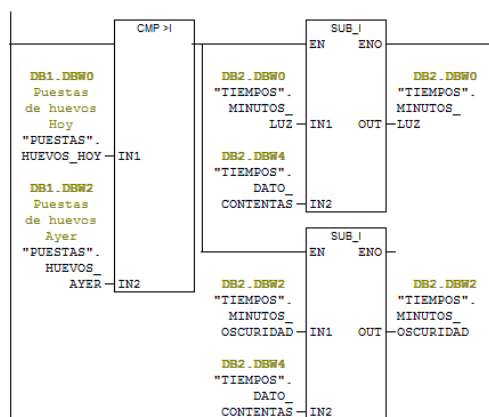 CMP >I
SUB_I
EN ENO
DB1.DBW0
Puestas
de huevos
Hoy
"PUESTAS".
HUEVOS_HOY IN1
DB1.DBW2
Puestas
de huevos
Ayer
"PUESTAS".
HUEVOS_
AYER IN2
DB2.DBW0
"TIEMPOS".
MINUTOS_
LUZ IN1
OUT
DB2.DBW0
"TIEMPOS".
MINUTOS_
LUZ
DB2.DBW4
"TIEMPOS".
DATO_
CONTENTAS IN2
SUB_I
EN ENO
DB2.DBW2
"TIEMPOS".
MINUTOS_
OSCURIDAD IN1
OUT
DB2.DBW2
"TIEMPOS".
MINUTOS_
OSCURIDAD
DB2.DBW4
"TIEMPOS".
DATO_
CONTENTAS IN2